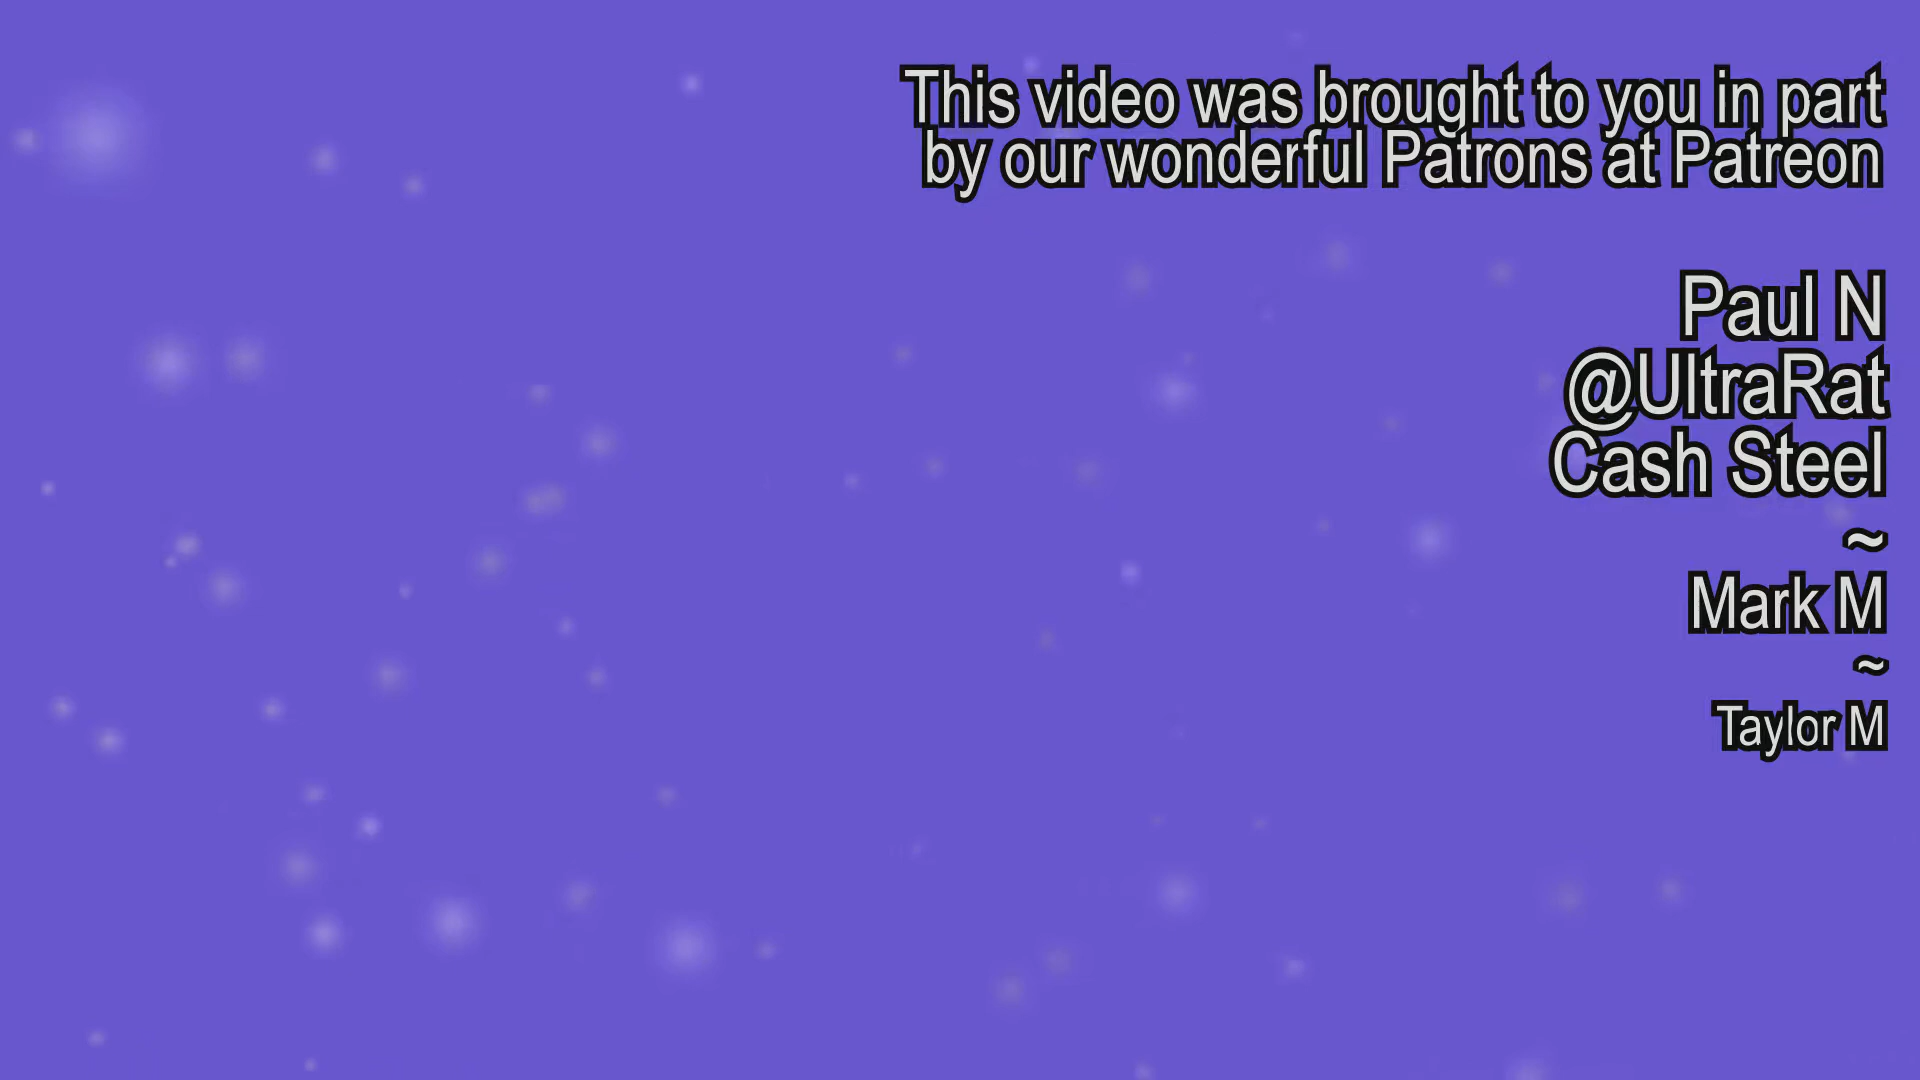 This video was brought to you in part
by our wonderful Patrons at Patreon
Paul N
@UltraRat
Cash Steel
~
Mark M
~
Taylor M